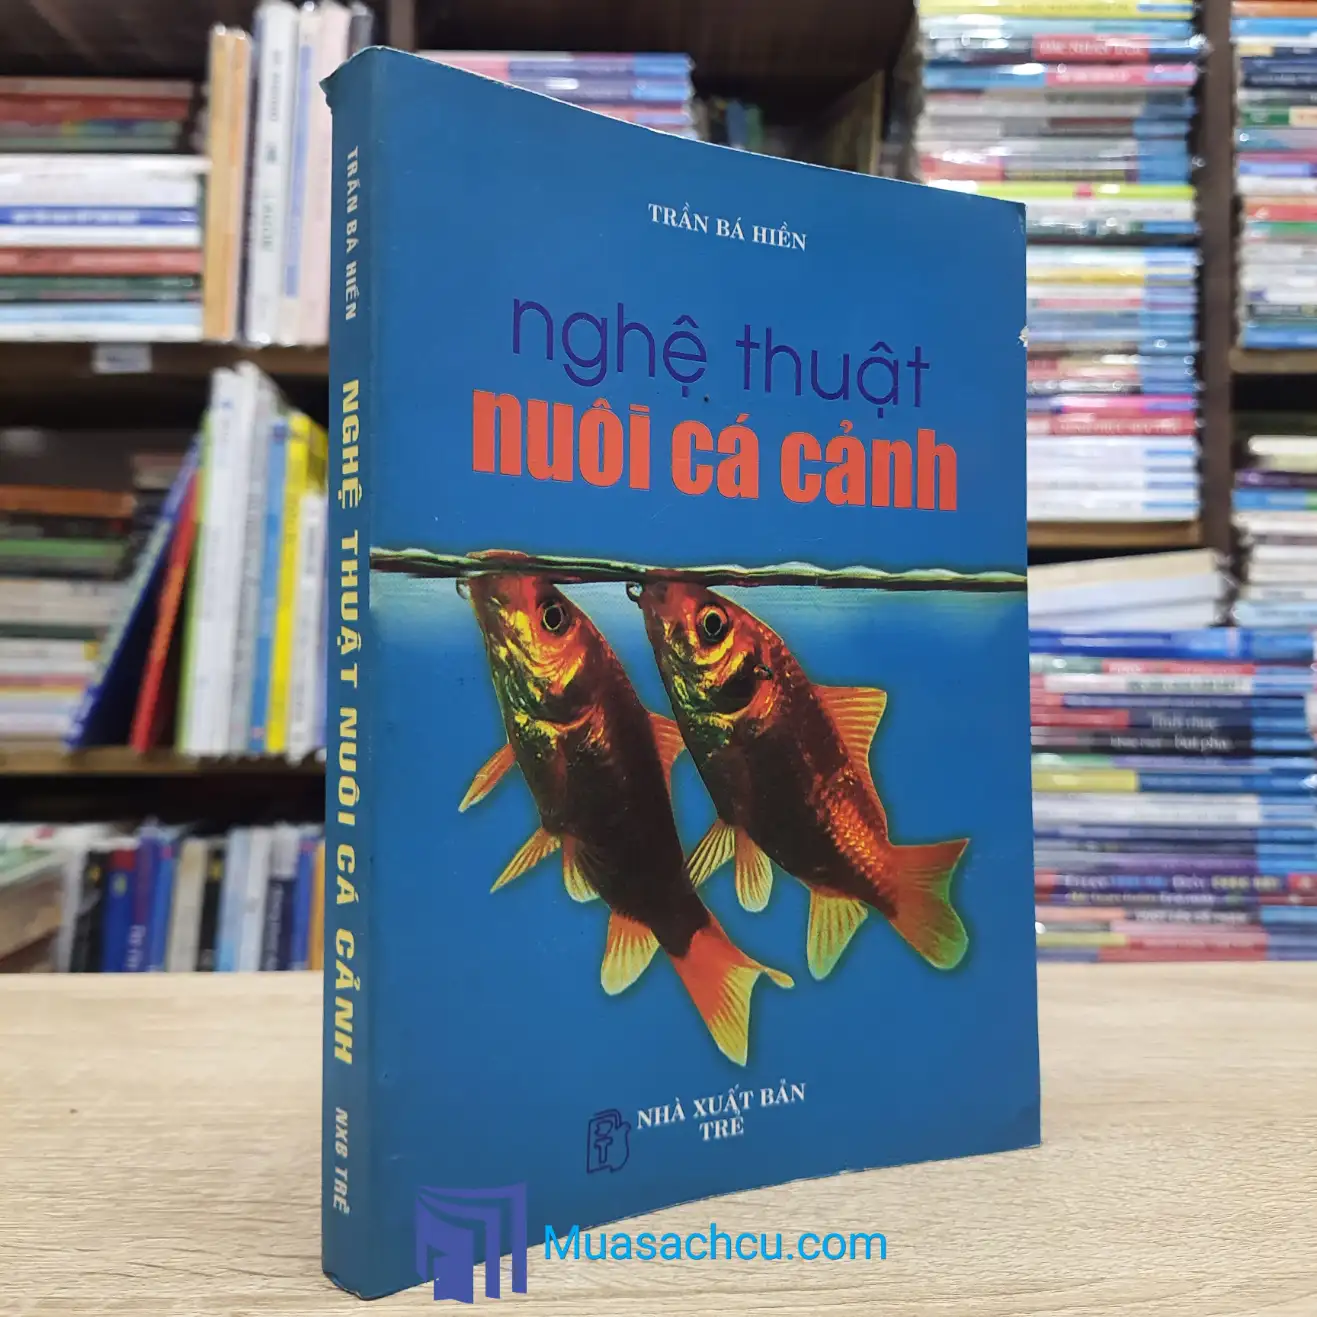 TRẦN BÁ HIỀN
nghệ thuật
nuôi cá cảnh
NHÀ XUẤT BẢN
TRẺ
TRẦN BÁ HIỀN NGHỆ THUẬT NUÔI CÁ CẢNH NXB TRẺ
Muasachcu.com